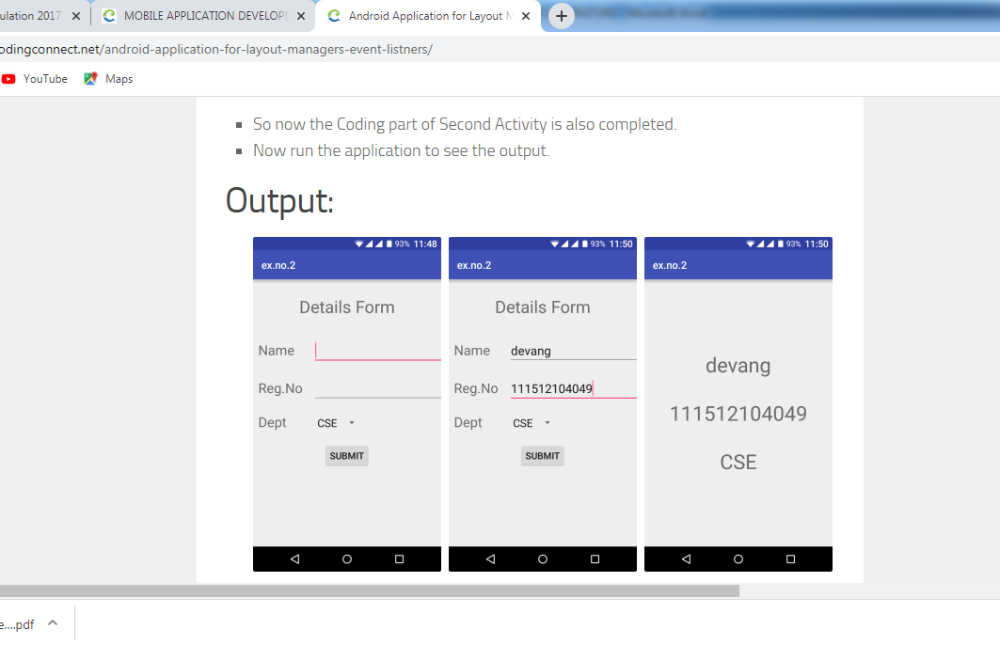 ulation 2017
MOBILE APPLICATION DEVELOP
Android Application for Layout M
odingconnect.net/android-application-for-layout-managers-event-listners/
YouTube
Maps
So now the Coding part of Second Activity is also completed.
Now run the application to see the output.
Output:
93% 11:48
ex.no.2
Details Form
Name
Reg.No
Dept CSE
SUBMIT
93% 11:50
ex.no.2
Details Form
Name devang
Reg.No 111512104049
Dept CSE
SUBMIT
93% 11:50
ex.no.2
devang
111512104049
CSE
e....pdf